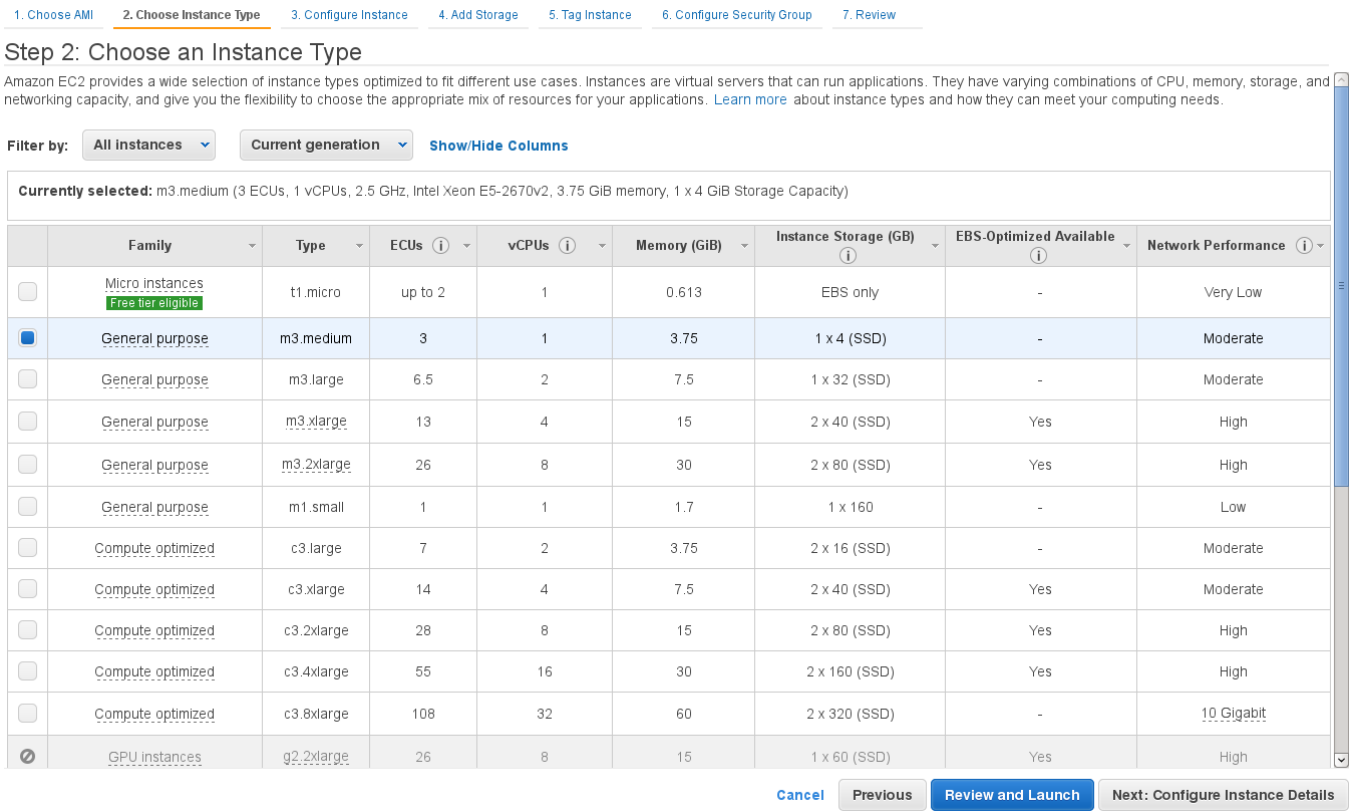 1. Choose AMI 2. Choose Instance Type 3. Configure Instance 4. Add Storage 5. Tag Instance 6. Configure Security Group 7. Review
Step 2: Choose an Instance Type
Amazon EC2 provides a wide selection of instance types optimized to fit different use cases. Instances are virtual servers that can run applications. They have varying combinations of CPU, memory, storage, and
networking capacity, and give you the flexibility to choose the appropriate mix of resources for your applications. Learn more about instance types and how they can meet your computing needs.
Filter by: All instances Current generation Show/Hide Columns
Currently selected: m3.medium (3 ECUs, 1 vCPUs, 2.5 GHz, Intel Xeon E5-2670v2, 3.75 GiB memory, 1 x 4 GiB Storage Capacity)
Family Type ECUs vCPUs Memory (GiB) Instance Storage (GB) EBS-Optimized Available Network Performance
Micro instances t1.micro up to 2 1 0.613 EBS only - Very Low
Free tier eligible
General purpose m3.medium 3 1 3.75 1 x 4 (SSD) - Moderate
General purpose m3.large 6.5 2 7.5 1 x 32 (SSD) - Moderate
General purpose m3.xlarge 13 4 15 2 x 40 (SSD) Yes High
General purpose m3.2xlarge 26 8 30 2 x 80 (SSD) Yes High
General purpose m1.small 1 1 1.7 1 x 160 - Low
Compute optimized c3.large 7 2 3.75 2 x 16 (SSD) - Moderate
Compute optimized c3.xlarge 14 4 7.5 2 x 40 (SSD) Yes Moderate
Compute optimized c3.2xlarge 28 8 15 2 x 80 (SSD) Yes High
Compute optimized c3.4xlarge 55 16 30 2 x 160 (SSD) Yes High
Compute optimized c3.8xlarge 108 32 60 2 x 320 (SSD) - 10 Gigabit
GPU instances g2.2xlarge 26 8 15 1 x 60 (SSD) Yes High
Cancel Previous Review and Launch Next: Configure Instance Details